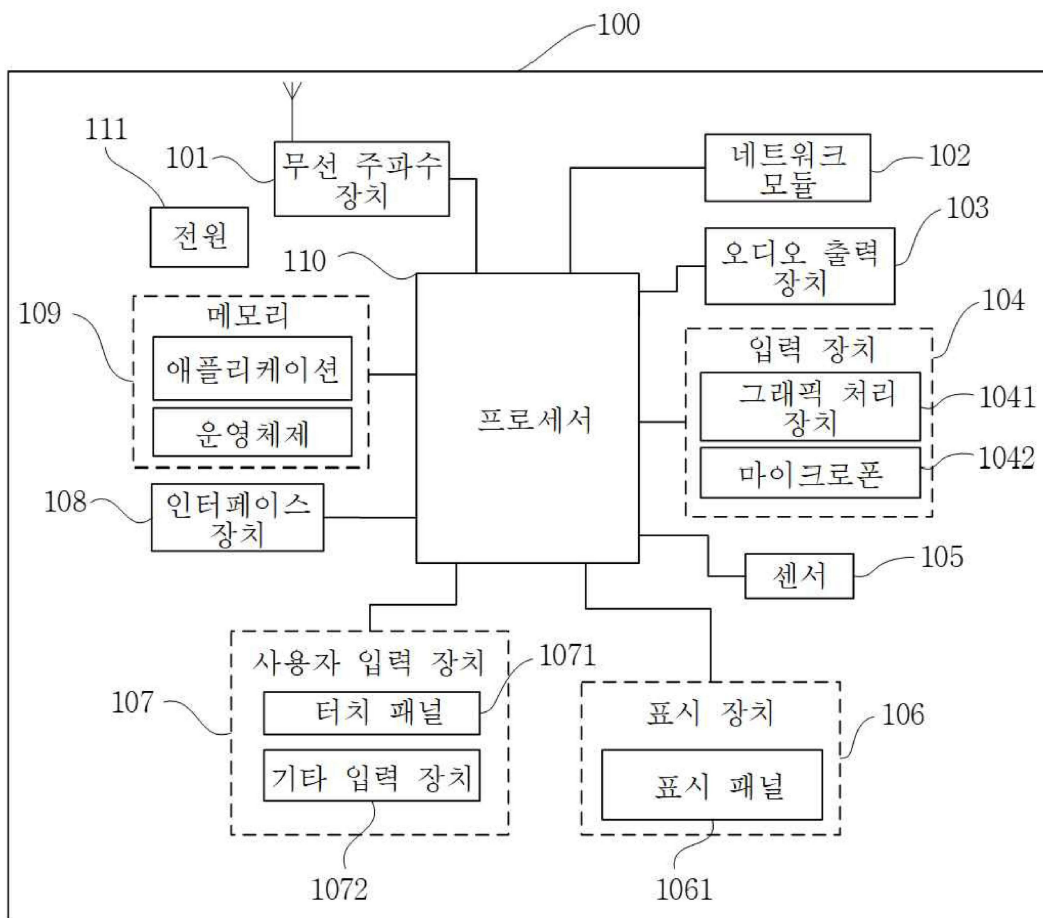 100
111
101
무선 주파수
장치
네트워크
모듈
102
전원
110
오디오 출력
장치
103
109
메모리
애플리케이션
운영체제
프로세서
104
입력 장치
그래픽 처리
장치
1041
마이크로폰
1042
108
인터페이스
장치
센서
105
107
사용자 입력 장치
1071
터치 패널
기타 입력 장치
1072
표시 장치
106
표시 패널
1061